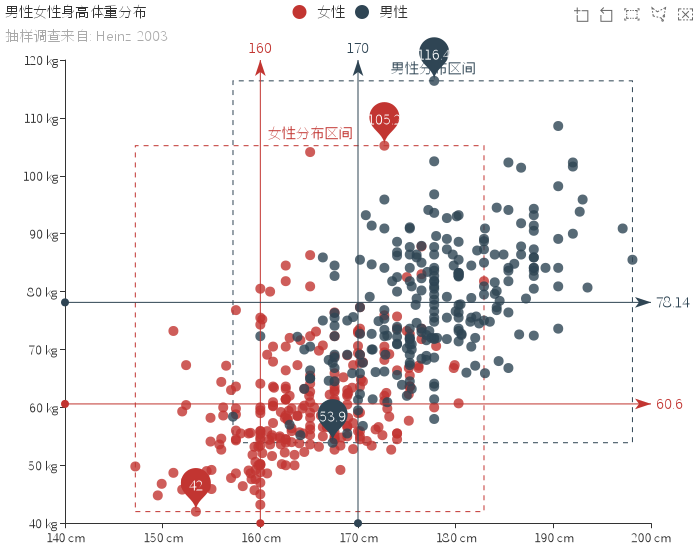 男性女性身高体重分布
女性
男性
抽样调查来自: Heinz 2003
160
170
116.4
男性分布区间
105.2
女性分布区间
120 kg
110 kg
100 kg
90 kg
80 kg
70 kg
60 kg
50 kg
40 kg
78.14
60.6
53.9
42
140 cm
150 cm
160 cm
170 cm
180 cm
190 cm
200 cm